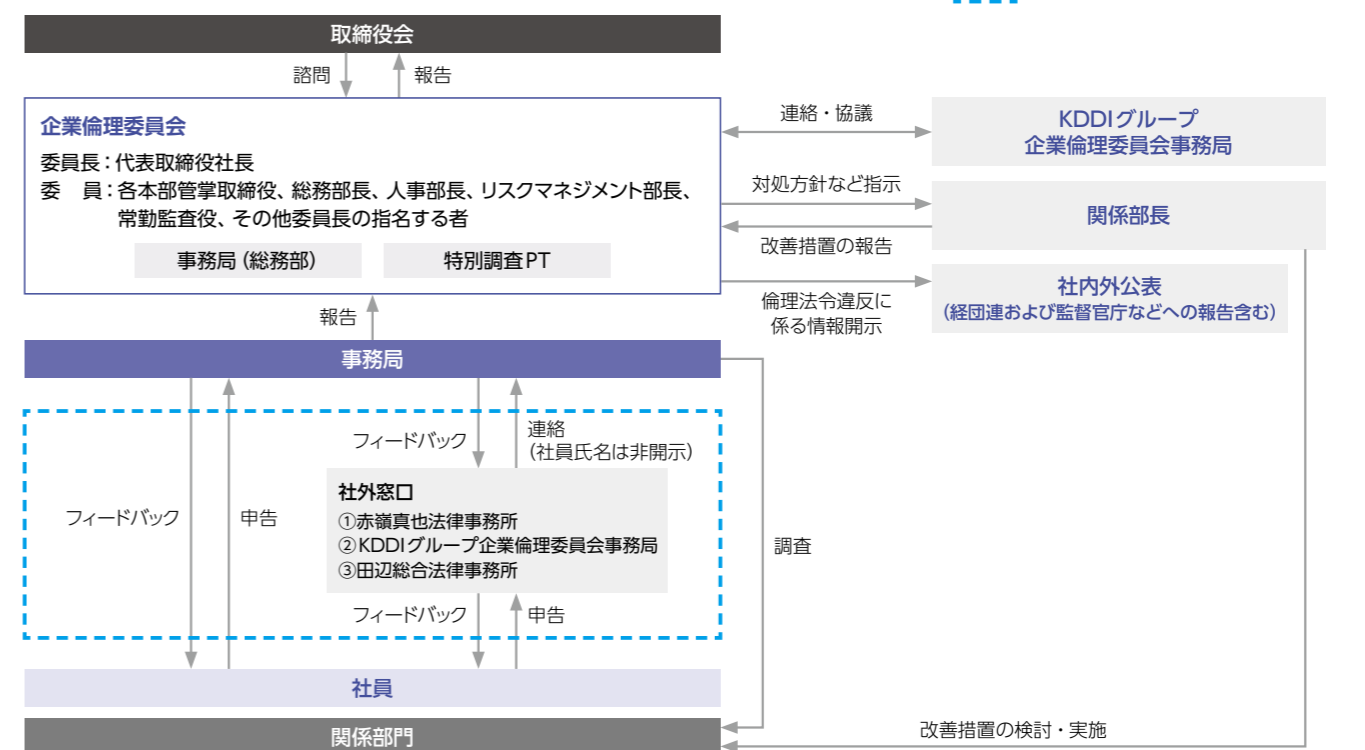 取締役会
諮問
報告
企業倫理委員会
委員長：代表取締役社長
委　員：各本部管掌取締役、総務部長、人事部長、リスクマネジメント部長、
常勤監査役、その他委員長の指名する者
事務局（総務部）
特別調査PT
連絡・協議
KDDIグループ
企業倫理委員会事務局
対処方針など指示
関係部長
改善措置の報告
倫理法令違反に
係る情報開示
社内外公表
（経団連および監督官庁などへの報告含む）
報告
事務局
フィードバック
連絡
（社員氏名は非開示）
社外窓口
①赤嶺真也法律事務所
②KDDIグループ企業倫理委員会事務局
③田辺総合法律事務所
フィードバック
申告
調査
フィードバック
申告
社員
関係部門
改善措置の検討・実施